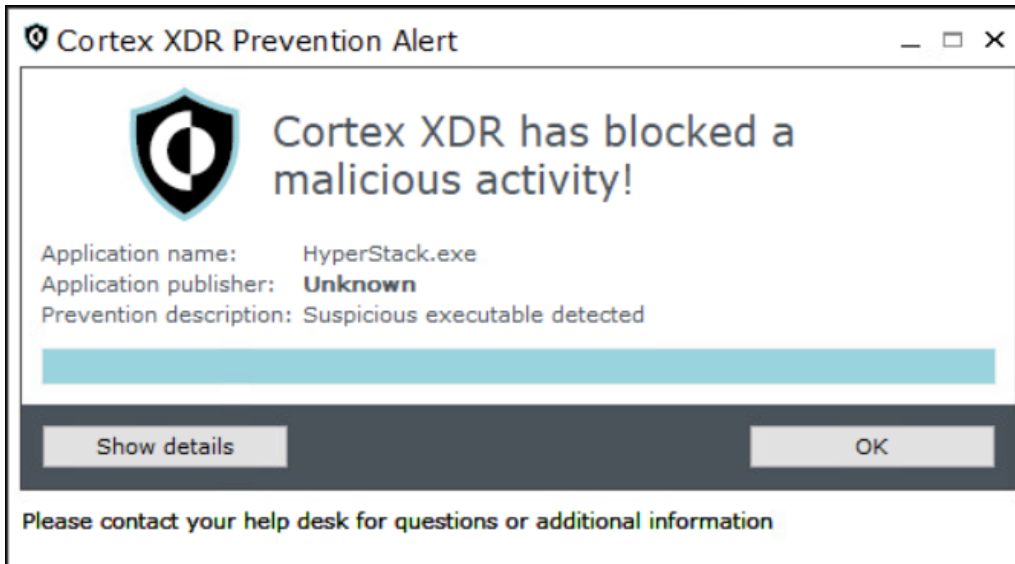 Cortex XDR Prevention Alert
Cortex XDR has blocked a
malicious activity!
Application name: HyperStack.exe
Application publisher: Unknown
Prevention description: Suspicious executable detected
Show details OK
Please contact your help desk for questions or additional information